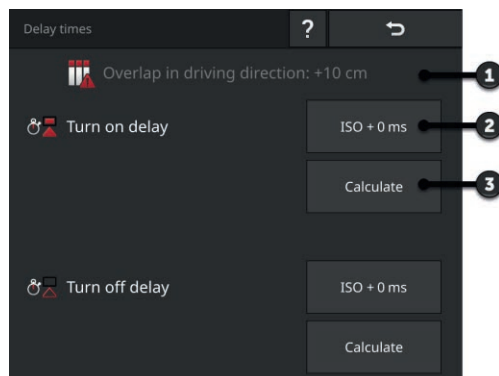 Delay times
?
Overlap in driving direction: +10 cm
1
Turn on delay
ISO + 0 ms
2
Calculate
3
Turn off delay
ISO + 0 ms
Calculate